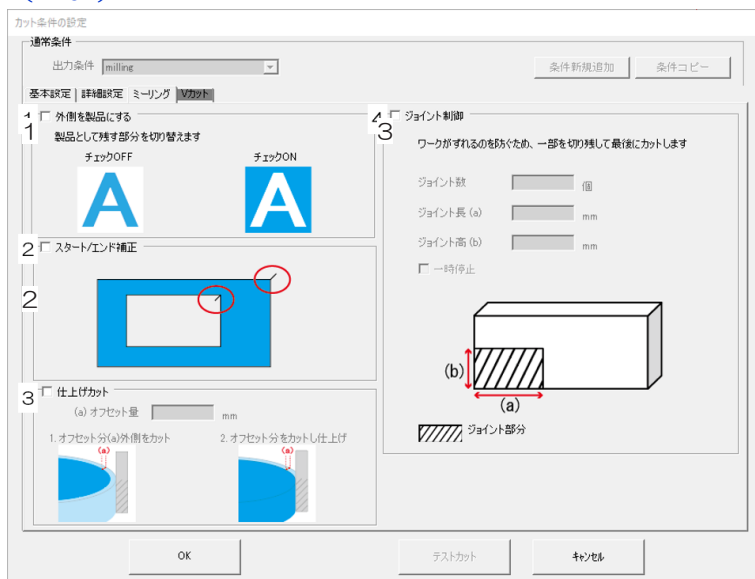 カット条件の設定
通常条件
出力条件 milling
条件新規追加 条件コピー
基本設定 詳細設定 ミーリング Vカット
1 外側を製品にする
1
製品として残す部分を切り替えます
チェックOFF チェックON
A A
2 スタート/エンド補正
2
3 仕上げカット
(a) オフセット量 mm
1. オフセット分(a)外側をカット 2. オフセット分をカットし仕上げ
(a) (a)
4 ジョイント制御
3
ワークがずれるのを防ぐため、一部を切り残して最後にカットします
ジョイント数 個
ジョイント長 (a) mm
ジョイント高 (b) mm
一時停止
(b)
(a)
ジョイント部分
OK テストカット キャンセル